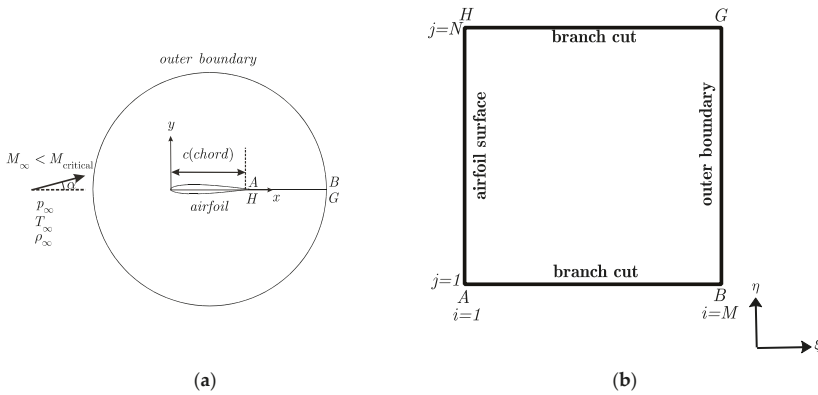 outer boundary
y
c(chord)
M∞ < Mcritical
α
A
B
H
x
G
airfoil
p∞
T∞
ρ∞
(a)
H
G
j=N
branch cut
airfoil surface
outer boundary
j=1
branch cut
A
B
i=1
i=M
η
ξ
(b)